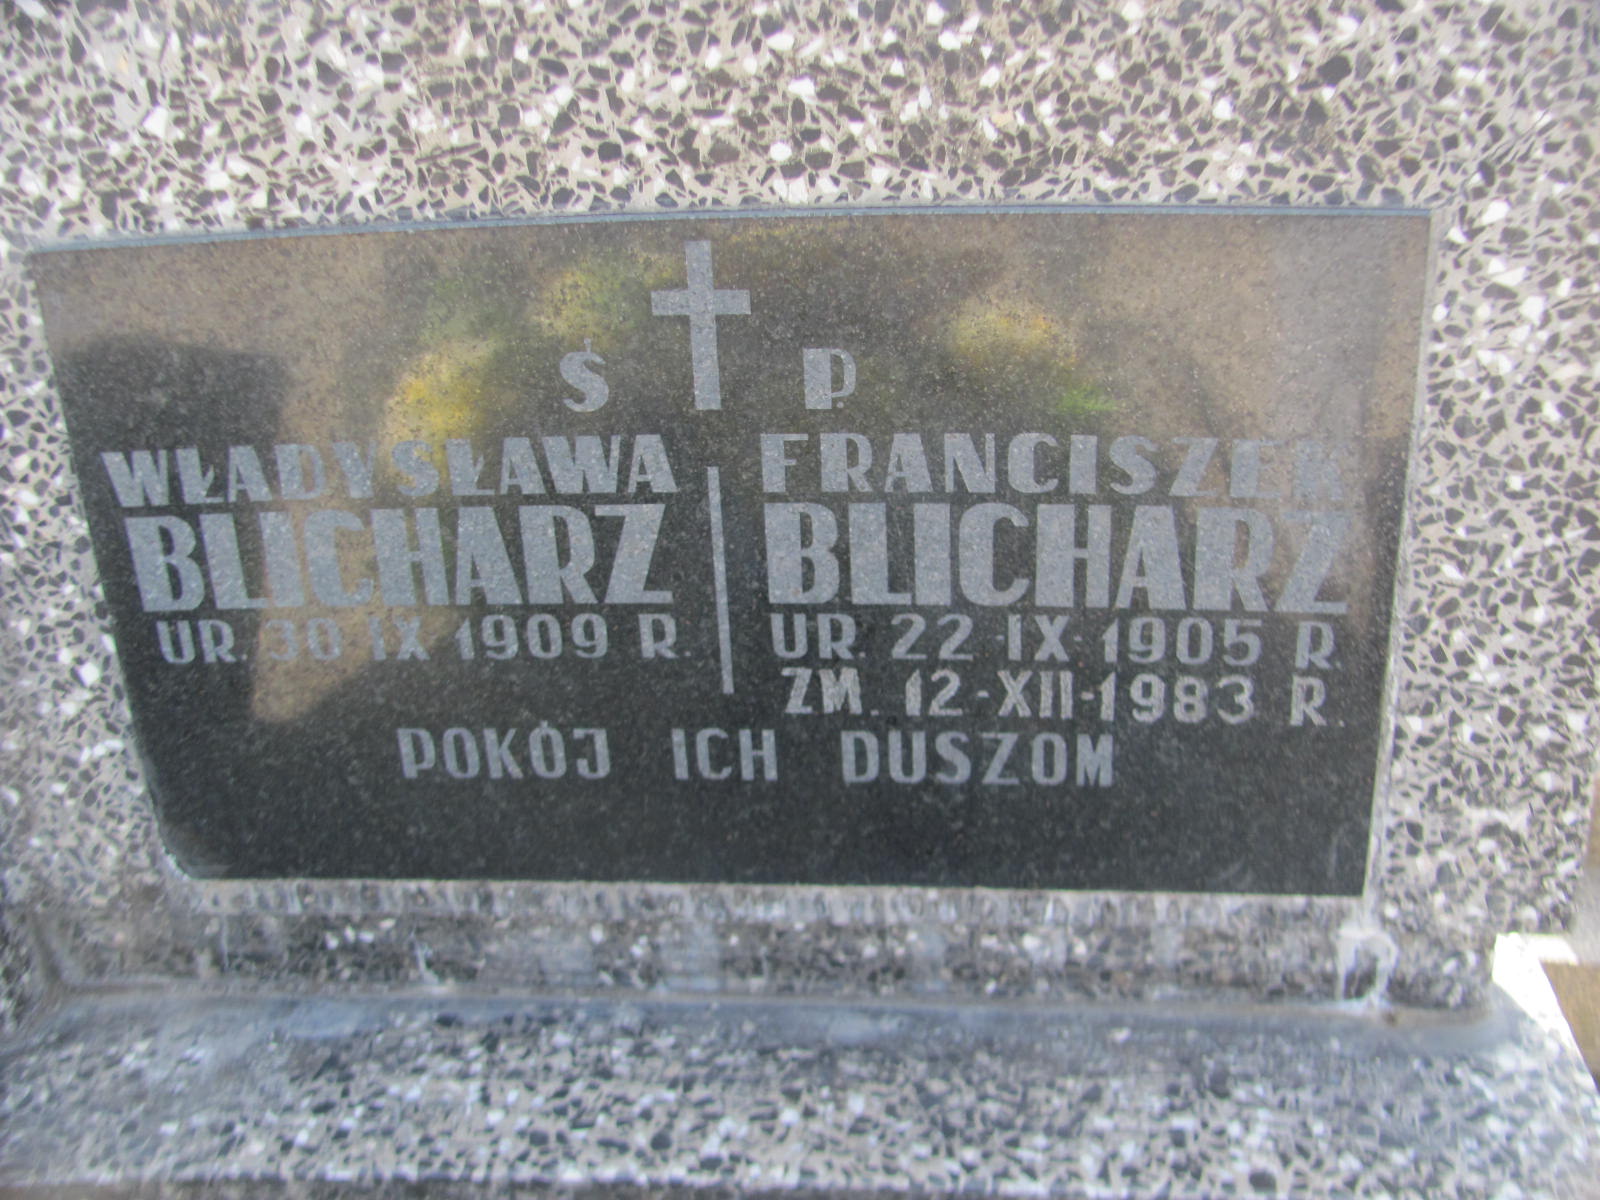 Ś P.
WŁADYSŁAWA
BLICHARZ
UR. 30 IX 1909 R.
FRANCISZEK
BLICHARZ
UR. 22-IX-1905 R.
ZM. 12-XII-1983 R.
POKÓJ ICH DUSZOM